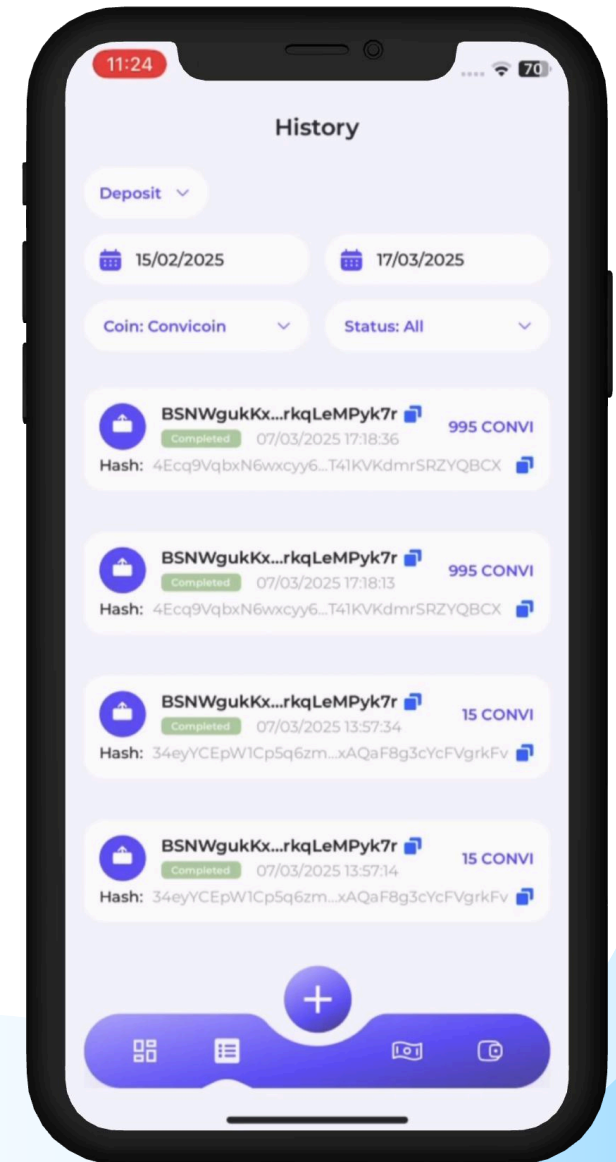 11:24
70
History
Deposit
15/02/2025 17/03/2025
Coin: Convicoin Status: All
BSNWgukKx...rkqLeMPyk7r
995 CONVI
Completed 07/03/2025 17:18:36
Hash: 4Ecq9VqbxN6wxcyy6...T41KVKdmrSRZYQBCX
BSNWgukKx...rkqLeMPyk7r
995 CONVI
Completed 07/03/2025 17:18:13
Hash: 4Ecq9VqbxN6wxcyy6...T41KVKdmrSRZYQBCX
BSNWgukKx...rkqLeMPyk7r
15 CONVI
Completed 07/03/2025 13:57:34
Hash: 34eyYCEpW1Cp5q6zm...xAQaF8g3cYcFVgrkFv
BSNWgukKx...rkqLeMPyk7r
15 CONVI
Completed 07/03/2025 13:57:14
Hash: 34eyYCEpW1Cp5q6zm...xAQaF8g3cYcFVgrkFv